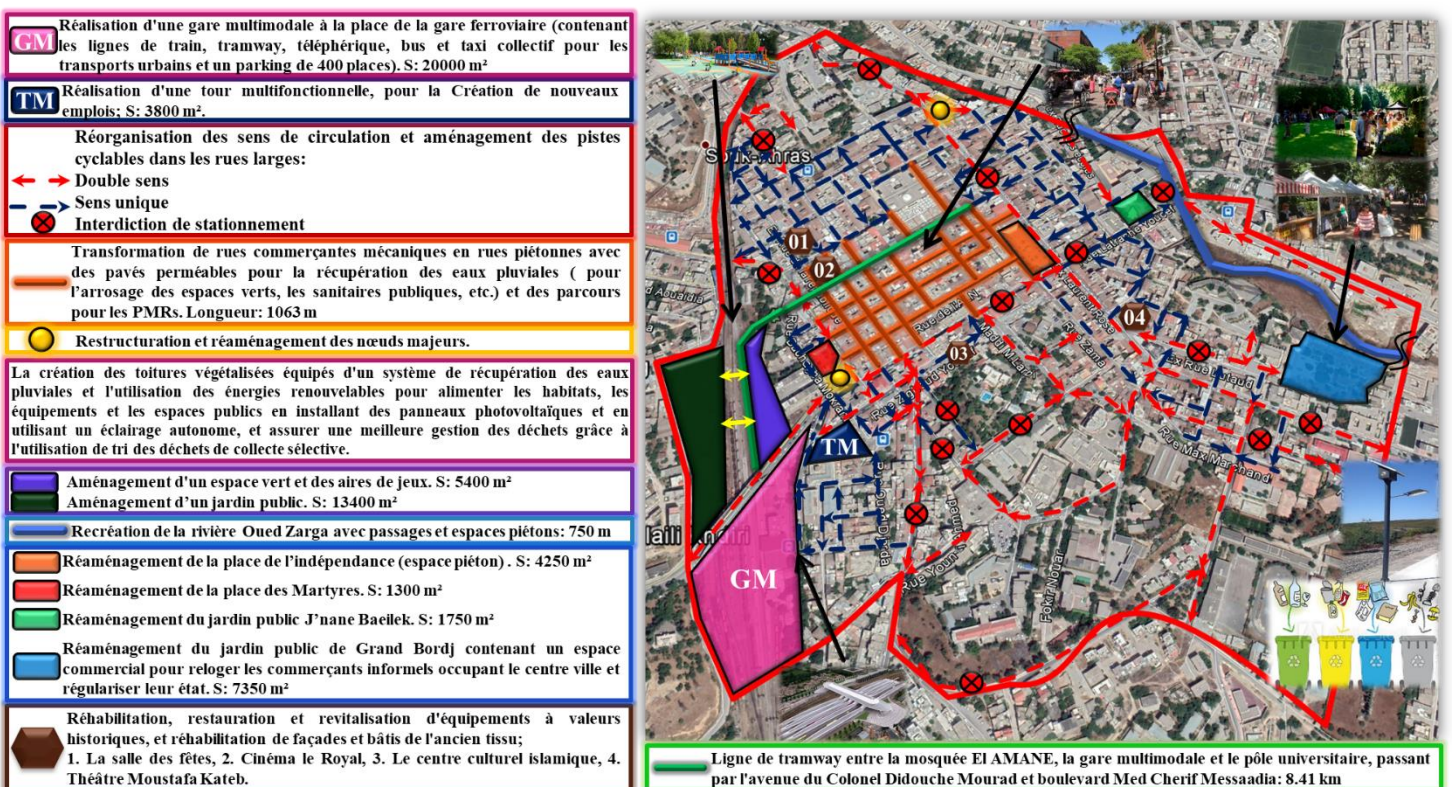 GM
Réalisation d'une gare multimodale à la place de la gare ferroviaire (contenant
les lignes de train, tramway, téléphérique, bus et taxi collectif pour les
transports urbains et un parking de 400 places). S: 20000 m²
TM
Réalisation d'une tour multifonctionnelle, pour la Création de nouveaux
emplois; S: 3800 m².
Réorganisation des sens de circulation et aménagement des pistes
cyclables dans les rues larges:
Double sens
Sens unique
Interdiction de stationnement
Transformation de rues commerçantes mécaniques en rues piétonnes avec
des pavés perméables pour la récupération des eaux pluviales ( pour
l'arrosage des espaces verts, les sanitaires publiques, etc.) et des parcours
pour les PMRs. Longueur: 1063 m
Restructuration et réaménagement des nœuds majeurs.
La création des toitures végétalisées équipés d'un système de récupération des eaux
pluviales et l'utilisation des énergies renouvelables pour alimenter les habitats, les
équipements et les espaces publics en installant des panneaux photovoltaïques et en
utilisant un éclairage autonome, et assurer une meilleure gestion des déchets grâce à
l'utilisation de tri des déchets de collecte sélective.
Aménagement d'un espace vert et des aires de jeux. S: 5400 m²
Aménagement d'un jardin public. S: 13400 m²
Recréation de la rivière Oued Zarga avec passages et espaces piétons: 750 m
Réaménagement de la place de l'indépendance (espace piéton) . S: 4250 m²
Réaménagement de la place des Martyres. S: 1300 m²
Réaménagement du jardin public J'nane Baeilek. S: 1750 m²
Réaménagement du jardin public de Grand Bordj contenant un espace
commercial pour reloger les commerçants informels occupant le centre ville et
régulariser leur état. S: 7350 m²
Réhabilitation, restauration et revitalisation d'équipements à valeurs
historiques, et réhabilitation de façades et bâtis de l'ancien tissu;
1. La salle des fêtes, 2. Cinéma le Royal, 3. Le centre culturel islamique, 4.
Théâtre Moustafa Kateb.
Souk-Ahras
01
02
03
04
TM
GM
Rue Zama
Ex Rue Lutaud
Rue Max Marchand
Fokir Nouar
Ligne de tramway entre la mosquée El AMANE, la gare multimodale et le pôle universitaire, passant
par l'avenue du Colonel Didouche Mourad et boulevard Med Cherif Messaadia: 8.41 km